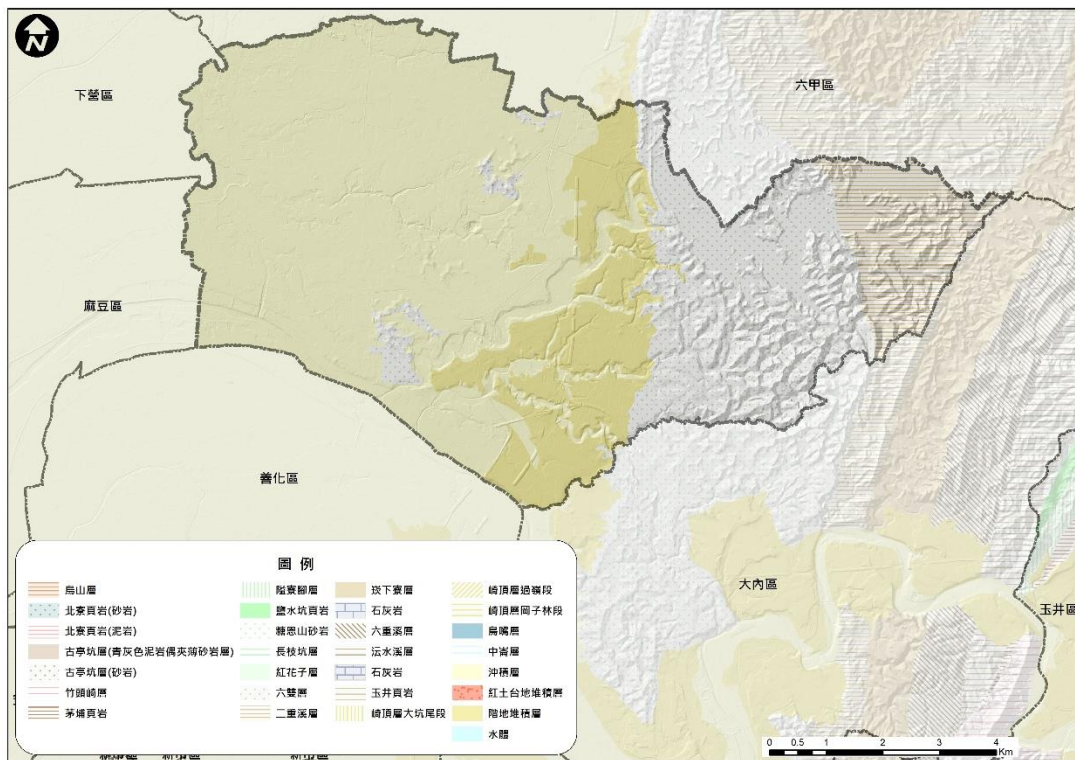 N
下營區
六甲區
麻豆區
善化區
大內區
玉井區
圖例
烏山層
北寮頁岩(砂岩)
北寮頁岩(泥岩)
古亭坑層(青灰色泥岩偶夾薄砂岩層)
古亭坑層(砂岩)
竹頭崎層
茅埔頁岩
隘寮腳層
鹽水坑頁岩
糖恩山砂岩
長枝坑層
紅花子層
六雙層
二重溪層
崁下寮層
石灰岩
六重溪層
沄水溪層
石灰岩
玉井頁岩
崎頂層大坑尾段
崎頂層過嶺段
崎頂層岡子林段
鳥嘴層
中崙層
沖積層
紅土台地堆積層
階地堆積層
水體
0 0.5 1 2 3 4
Km